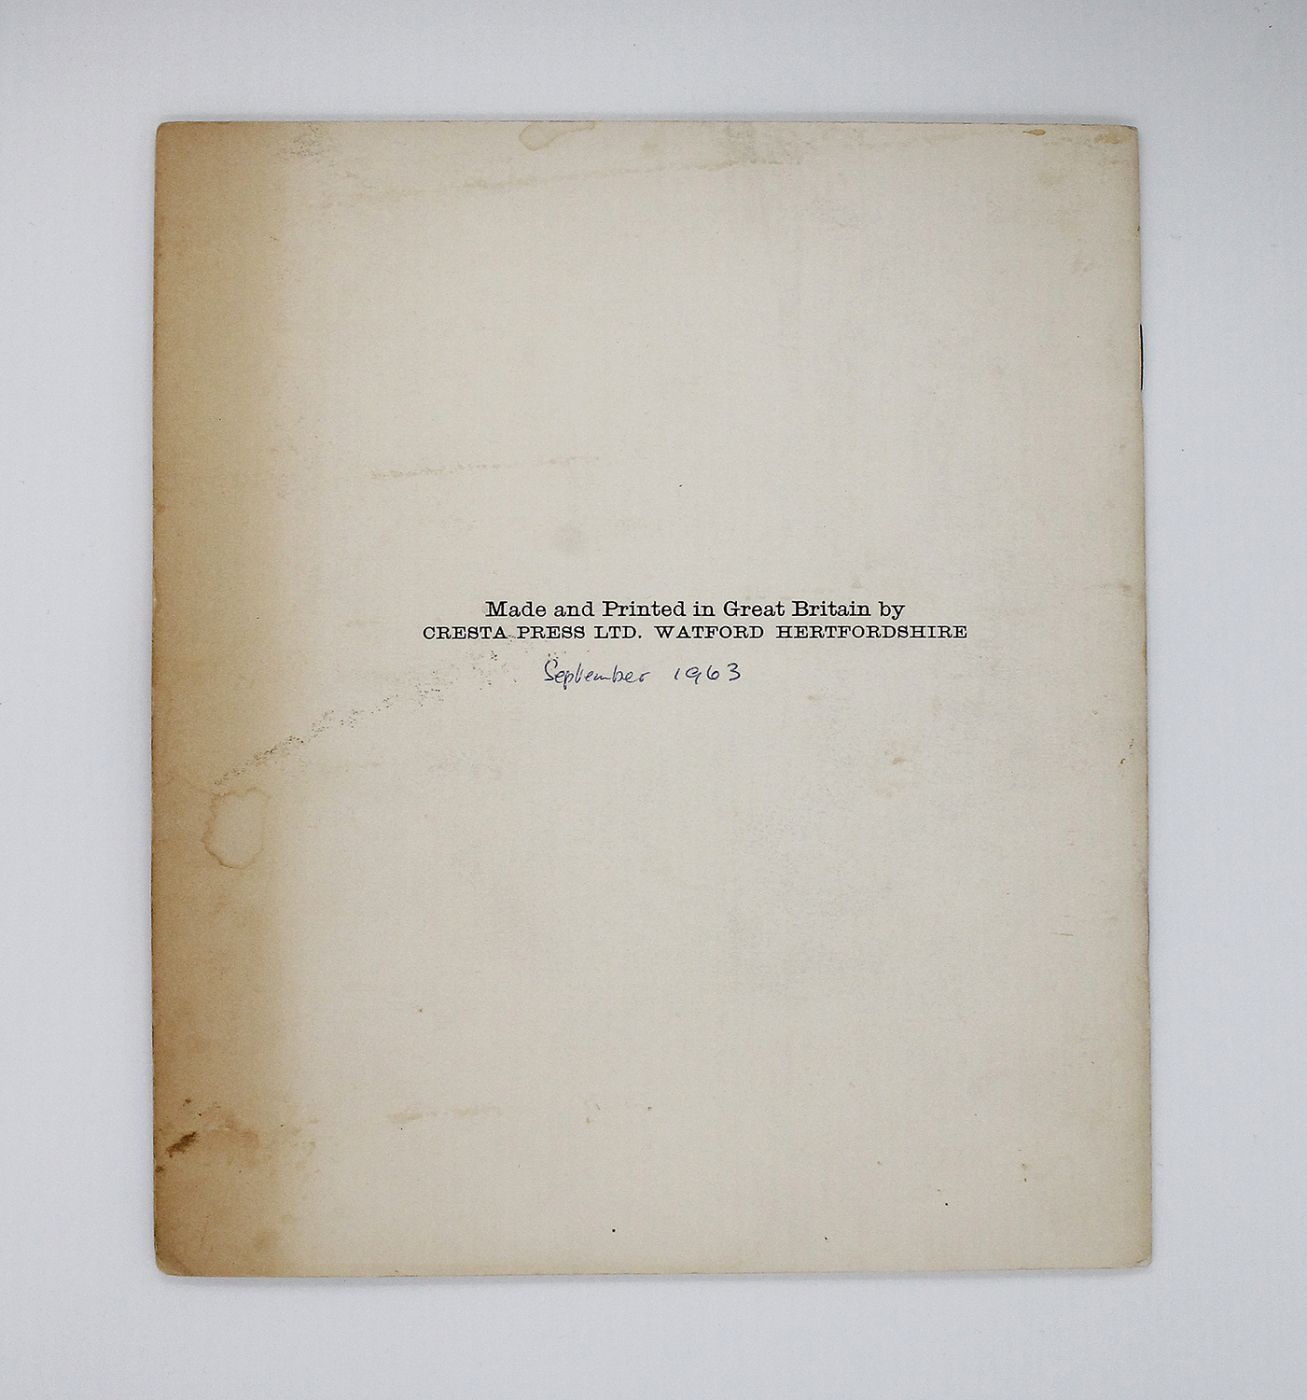 Made and Printed in Great Britain by
CRESTA PRESS LTD. WATFORD HERTFORDSHIRE
September 1963